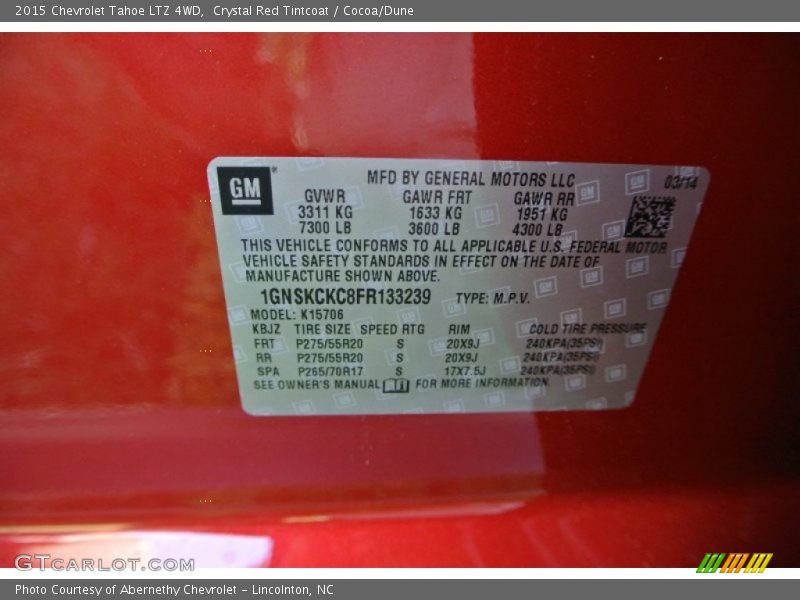 2015 Chevrolet Tahoe LTZ 4WD, Crystal Red Tintcoat / Cocoa/Dune
GM
MFD BY GENERAL MOTORS LLC 03/14
GVWR GAWR FRT GAWR RR
3311 KG 1633 KG 1951 KG
7300 LB 3600 LB 4300 LB
THIS VEHICLE CONFORMS TO ALL APPLICABLE U.S. FEDERAL MOTOR
VEHICLE SAFETY STANDARDS IN EFFECT ON THE DATE OF
MANUFACTURE SHOWN ABOVE.
1GNSKCKC8FR133239 TYPE: M.P.V.
MODEL: K15706
KBJZ TIRE SIZE SPEED RTG RIM COLD TIRE PRESSURE
FRT P275/55R20 S 20X9J 240KPA(35PSI)
RR P275/55R20 S 20X9J 240KPA(35PSI)
SPA P265/70R17 S 17X7.5J 240KPA(35PSI)
SEE OWNER'S MANUAL FOR MORE INFORMATION.
GTCARLOT.COM
Photo Courtesy of Abernethy Chevrolet – Lincolnton, NC